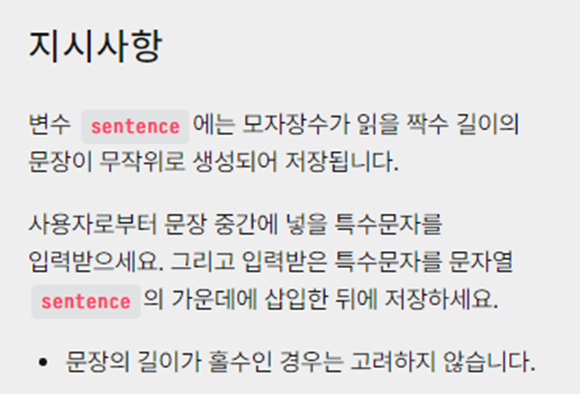 지시사항
변수 sentence 에는 모자장수가 읽을 짝수 길이의
문장이 무작위로 생성되어 저장됩니다.
사용자로부터 문장 중간에 넣을 특수문자를
입력받으세요. 그리고 입력받은 특수문자를 문자열
sentence 의 가운데에 삽입한 뒤에 저장하세요.
• 문장의 길이가 홀수인 경우는 고려하지 않습니다.